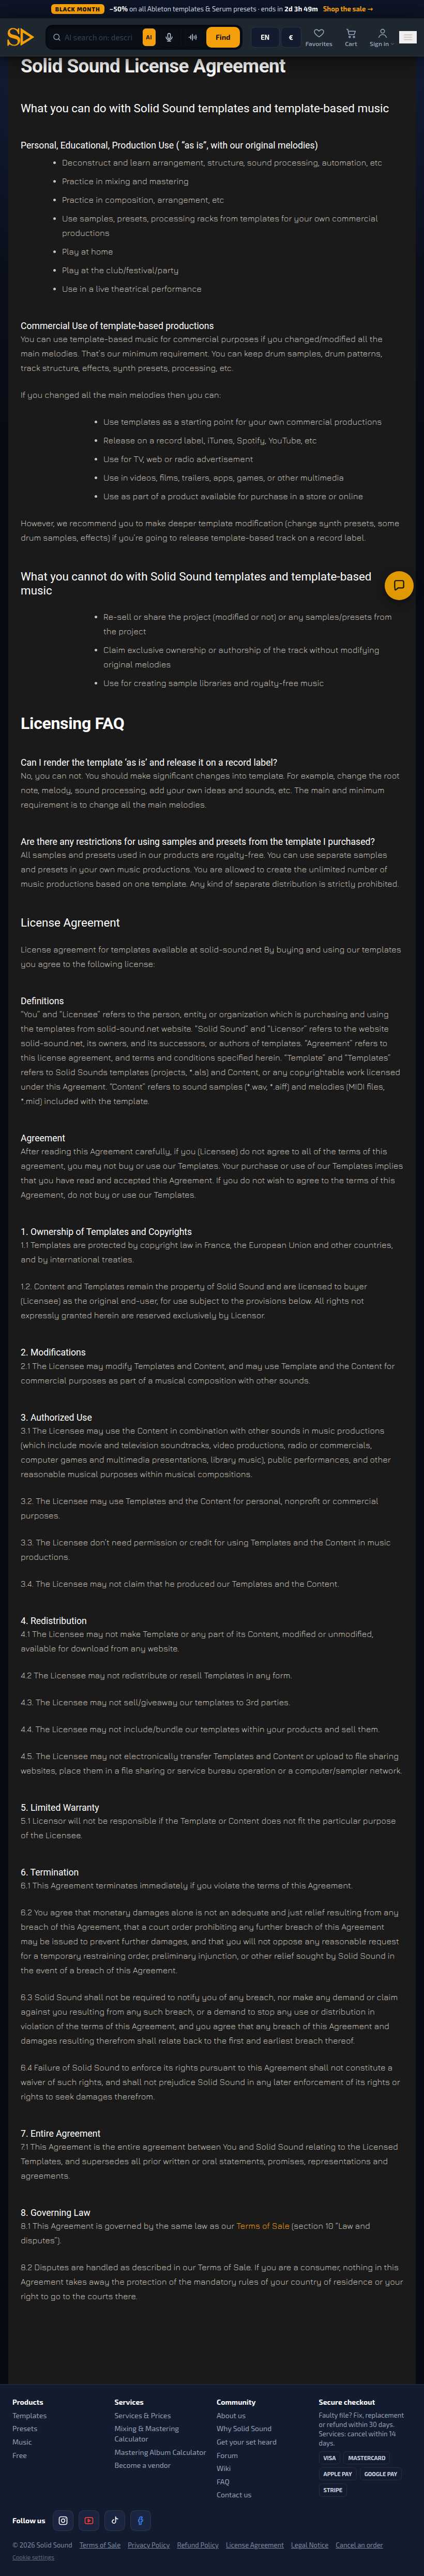 BLACK MONTH −50% on all Ableton templates & Serum presets · ends in 2d 3h 49m Shop the sale →
AI search (or: descri AI Find EN € Favorites Cart Sign in
Solid Sound License Agreement
What you can do with Solid Sound templates and template-based music
Personal, Educational, Production Use ( “as is”, with our original melodies)
• Deconstruct and learn arrangement, structure, sound processing, automation, etc
• Practice in mixing and mastering
• Practice in composition, arrangement, etc
• Use samples, presets, processing racks from templates for your own commercial
productions
• Play at home
• Play at the club/festival/party
• Use in a live theatrical performance
Commercial Use of template-based productions
You can use template-based music for commercial purposes if you changed/modified all the
main melodies. That’s our minimum requirement. You can keep drum samples, drum patterns,
track structure, effects, synth presets, processing, etc.
If you changed all the main melodies then you can:
• Use templates as a starting point for your own commercial productions
• Release on a record label, iTunes, Spotify, YouTube, etc
• Use for TV, web or radio advertisement
• Use in videos, films, trailers, apps, games, or other multimedia
• Use as part of a product available for purchase in a store or online
However, we recommend you to make deeper template modification (change synth presets, some
drum samples, effects) if you’re going to release template-based track on a record label.
What you cannot do with Solid Sound templates and template-based
music
• Re-sell or share the project (modified or not) or any samples/presets from
the project
• Claim exclusive ownership or authorship of the track without modifying
original melodies
• Use for creating sample libraries and royalty-free music
Licensing FAQ
Can I render the template ‘as is’ and release it on a record label?
No, you can not. You should make significant changes into template. For example, change the root
note, melody, sound processing, add your own ideas and sounds, etc. The main and minimum
requirement is to change all the main melodies.
Are there any restrictions for using samples and presets from the template I purchased?
All samples and presets used in our products are royalty-free. You can use separate samples
and presets in your own music productions. You are allowed to create the unlimited number of
music productions based on one template. Any kind of separate distribution is strictly prohibited.
License Agreement
License agreement for templates available at solid-sound.net By buying and using our templates
you agree to the following license:
Definitions
“You” and “Licensee” refers to the person, entity or organization which is purchasing and using
the templates from solid-sound.net website. “Solid Sound” and “Licensor” refers to the website
solid-sound.net, its owners, and its successors, or authors of templates. “Agreement” refers to
this license agreement, and terms and conditions specified herein. “Template” and “Templates”
refers to Solid Sounds templates (projects, *.als) and Content, or any copyrightable work licensed
under this Agreement. “Content” refers to sound samples (*.wav, *.aiff) and melodies (MIDI files,
*.mid) included with the template.
Agreement
After reading this Agreement carefully, if you (Licensee) do not agree to all of the terms of this
agreement, you may not buy or use our Templates. Your purchase or use of our Templates implies
that you have read and accepted this Agreement. If you do not wish to agree to the terms of this
Agreement, do not buy or use our Templates.
1. Ownership of Templates and Copyrights
1.1 Templates are protected by copyright law in France, the European Union and other countries,
and by international treaties.
1.2. Content and Templates remain the property of Solid Sound and are licensed to buyer
(Licensee) as the original end-user, for use subject to the provisions below. All rights not
expressly granted herein are reserved exclusively by Licensor.
2. Modifications
2.1 The Licensee may modify Templates and Content, and may use Template and the Content for
commercial purposes as part of a musical composition with other sounds.
3. Authorized Use
3.1 The Licensee may use the Content in combination with other sounds in music productions
(which include movie and television soundtracks, video productions, radio or commercials,
computer games and multimedia presentations, library music), public performances, and other
reasonable musical purposes within musical compositions.
3.2. The Licensee may use Templates and the Content for personal, nonprofit or commercial
purposes.
3.3. The Licensee don’t need permission or credit for using Templates and the Content in music
productions.
3.4. The Licensee may not claim that he produced our Templates and the Content.
4. Redistribution
4.1 The Licensee may not make Template or any part of its Content, modified or unmodified,
available for download from any website.
4.2 The Licensee may not redistribute or resell Templates in any form.
4.3. The Licensee may not sell/giveaway our templates to 3rd parties.
4.4. The Licensee may not include/bundle our templates within your products and sell them.
4.5. The Licensee may not electronically transfer Templates and Content or upload to file sharing
websites, place them in a file sharing or service bureau operation or a computer/sampler network.
5. Limited Warranty
5.1 Licensor will not be responsible if the Template or Content does not fit the particular purpose
of the Licensee.
6. Termination
6.1 This Agreement terminates immediately if you violate the terms of this Agreement.
6.2 You agree that monetary damages alone is not an adequate and just relief resulting from any
breach of this Agreement, that a court order prohibiting any further breach of this Agreement
may be issued to prevent further damages, and that you will not oppose any reasonable request
for a temporary restraining order, preliminary injunction, or other relief sought by Solid Sound in
the event of a breach of this Agreement.
6.3 Solid Sound shall not be required to notify you of any breach, nor make any demand or claim
against you resulting from any such breach, or a demand to stop any use or distribution in
violation of the terms of this Agreement, and you agree that any breach of this Agreement and
damages resulting therefrom shall relate back to the first and earliest breach thereof.
6.4 Failure of Solid Sound to enforce its rights pursuant to this Agreement shall not constitute a
waiver of such rights, and shall not prejudice Solid Sound in any later enforcement of its rights or
rights to seek damages therefrom.
7. Entire Agreement
7.1 This Agreement is the entire agreement between You and Solid Sound relating to the Licensed
Templates, and supersedes all prior written or oral statements, promises, representations and
agreements.
8. Governing Law
8.1 This Agreement is governed by the same law as our Terms of Sale (section 10 “Law and
disputes”).
8.2 Disputes are handled as described in our Terms of Sale. If you are a consumer, nothing in this
Agreement takes away the protection of the mandatory rules of your country of residence or your
right to go to the courts there.
Products
Templates
Presets
Music
Free
Services
Services & Prices
Mixing & Mastering
Calculator
Mastering Album Calculator
Become a vendor
Community
About us
Why Solid Sound
Get your set heard
Forum
Wiki
FAQ
Contact us
Secure checkout
Faulty file? Fix, replacement
or refund within 30 days.
Services: cancel within 14
days.
VISA MASTERCARD
APPLE PAY GOOGLE PAY
STRIPE
Follow us
© 2026 Solid Sound Terms of Sale Privacy Policy Refund Policy License Agreement Legal Notice Cancel an order
Cookie settings